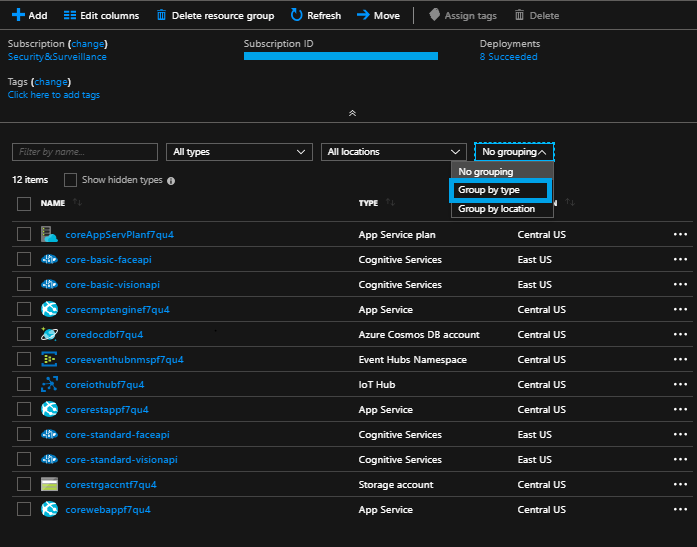 Add Edit columns Delete resource group Refresh Move Assign tags Delete
Subscription (change) Subscription ID Deployments
Security&Surveillance 8 Succeeded
Tags (change)
Click here to add tags
Filter by name... All types All locations No grouping
No grouping
12 items Show hidden types
Group by type
NAME TYPE
Group by location
coreAppServPlanf7qu4 App Service plan Central US
core-basic-faceapi Cognitive Services East US
core-basic-visionapi Cognitive Services East US
corecmptenginef7qu4 App Service Central US
coredocdbf7qu4 Azure Cosmos DB account Central US
coreeventhubnmspf7qu4 Event Hubs Namespace Central US
coreiothubf7qu4 IoT Hub Central US
corerestappf7qu4 App Service Central US
core-standard-faceapi Cognitive Services East US
core-standard-visionapi Cognitive Services East US
corestrgaccntf7qu4 Storage account Central US
corewebappf7qu4 App Service Central US